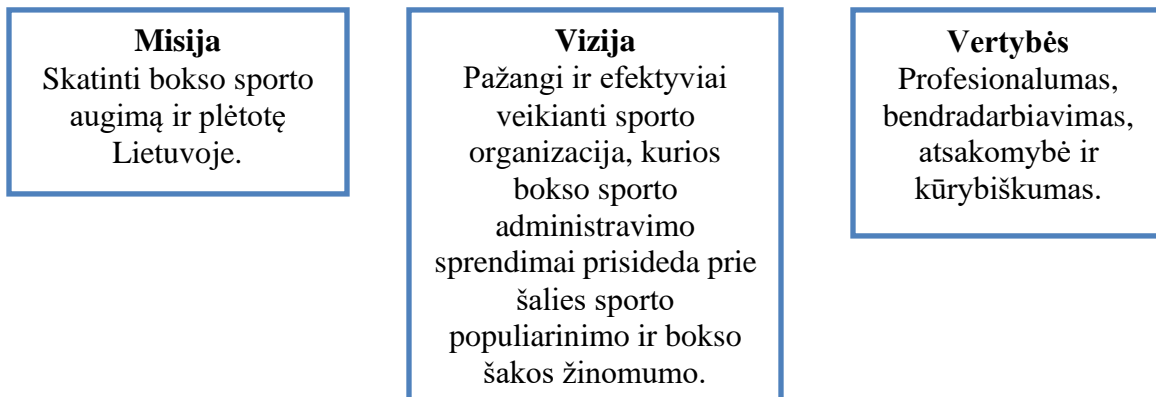 Misija
Skatinti bokso sporto
augimą ir plėtotę
Lietuvoje.
Vizija
Pažangi ir efektyviai
veikianti sporto
organizacija, kurios
bokso sporto
administravimo
sprendimai prisideda prie
šalies sporto
populiarinimo ir bokso
šakos žinomumo.
Vertybės
Profesionalumas,
bendradarbiavimas,
atsakomybė ir
kūrybiškumas.